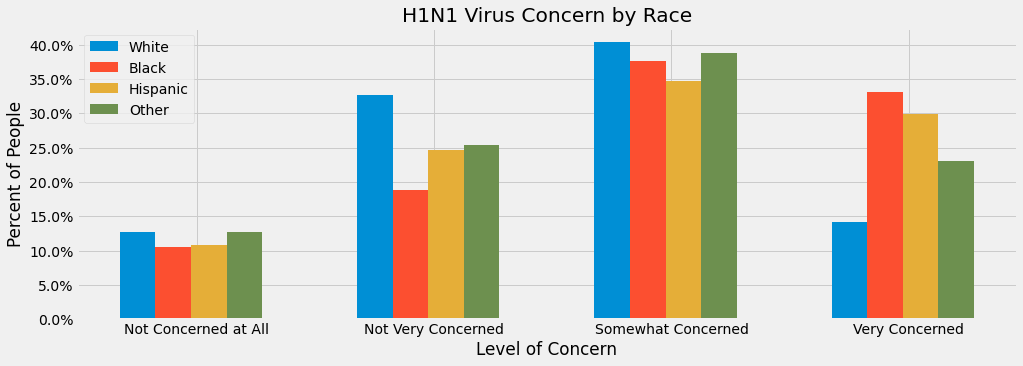 H1N1 Virus Concern by Race
White
Black
Hispanic
Other
Percent of People
40.0%
35.0%
30.0%
25.0%
20.0%
15.0%
10.0%
5.0%
0.0%
Not Concerned at All
Not Very Concerned
Somewhat Concerned
Very Concerned
Level of Concern